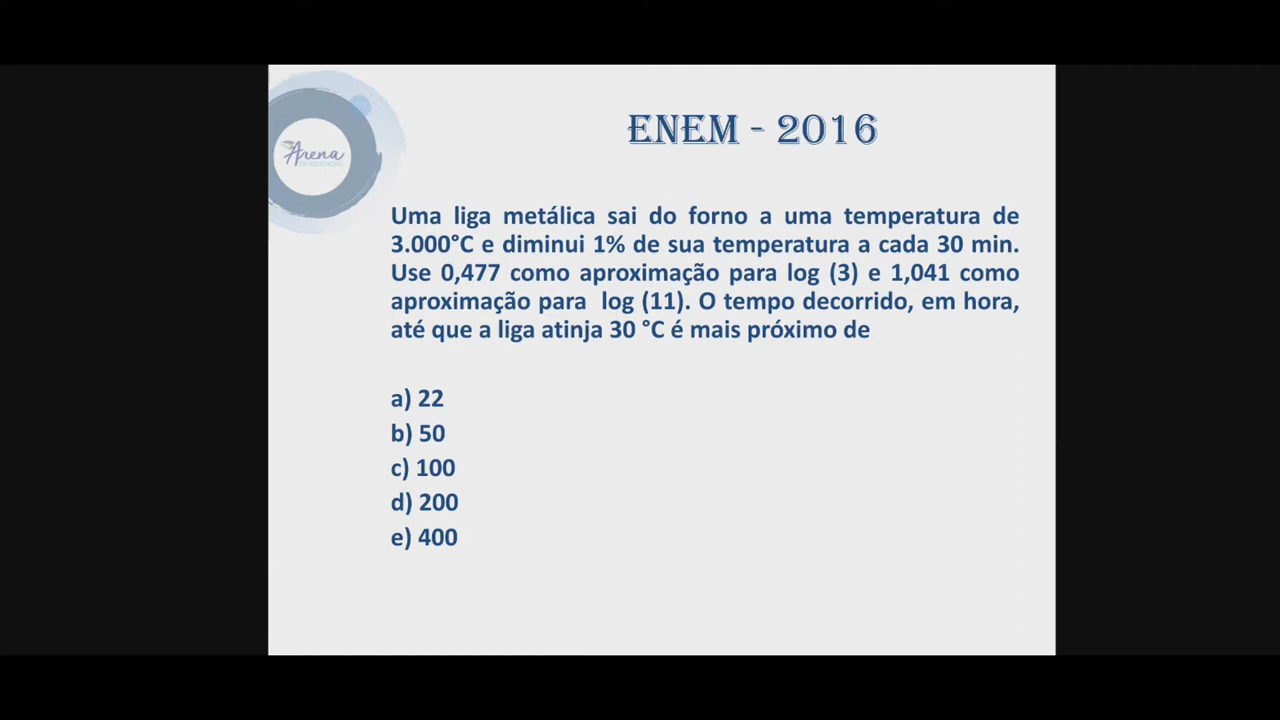 Arena
DA EDUCAÇÃO
ENEM - 2016
Uma liga metálica sai do forno a uma temperatura de
3.000°C e diminui 1% de sua temperatura a cada 30 min.
Use 0,477 como aproximação para log (3) e 1,041 como
aproximação para log (11). O tempo decorrido, em hora,
até que a liga atinja 30 °C é mais próximo de
a) 22
b) 50
c) 100
d) 200
e) 400